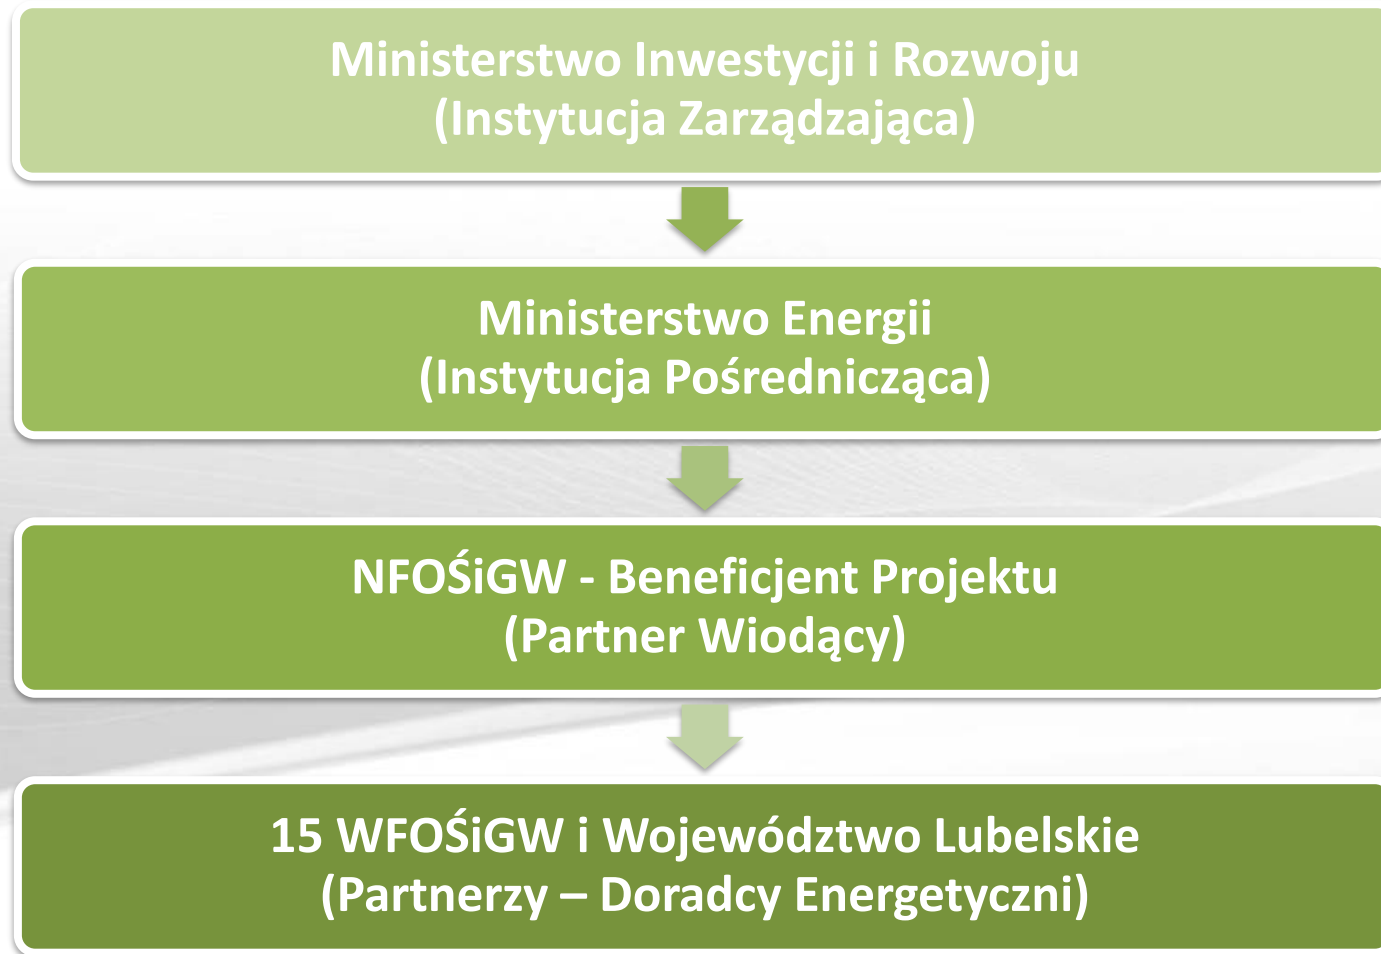 Ministerstwo Inwestycji i Rozwoju
(Instytucja Zarządzająca)
Ministerstwo Energii
(Instytucja Pośrednicząca)
NFOŚiGW - Beneficjent Projektu
(Partner Wiodący)
15 WFOŚiGW i Województwo Lubelskie
(Partnerzy – Doradcy Energetyczni)